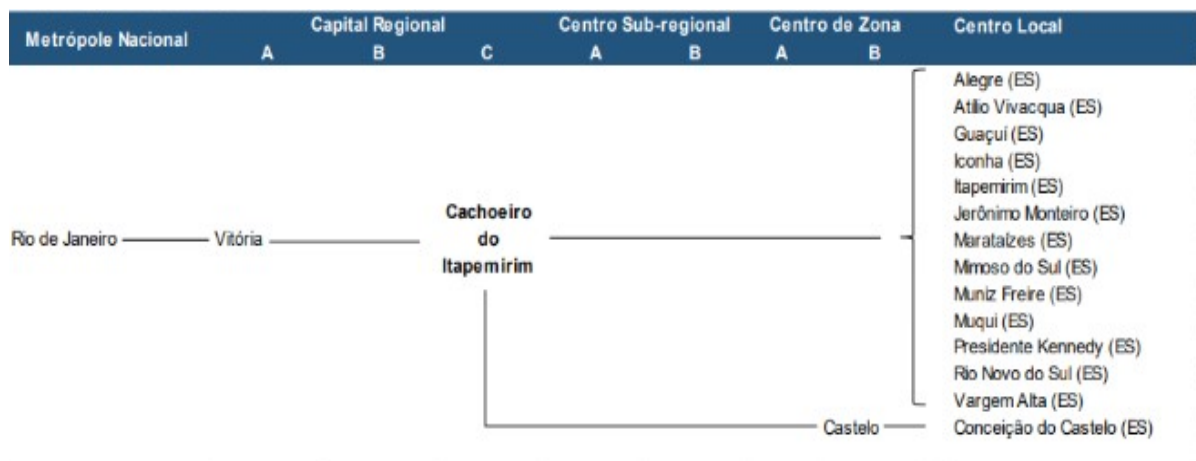 Metrópole Nacional
Capital Regional
Centro Sub-regional
Centro de Zona
Centro Local
A B C A B A B
Alegre (ES)
Atílio Vivacqua (ES)
Guaçuí (ES)
Iconha (ES)
Itapemirim (ES)
Jerônimo Monteiro (ES)
Marataízes (ES)
Mimoso do Sul (ES)
Muniz Freire (ES)
Muqui (ES)
Presidente Kennedy (ES)
Rio Novo do Sul (ES)
Vargem Alta (ES)
Rio de Janeiro
Vitória
Cachoeiro
do
Itapemirim
Castelo
Conceição do Castelo (ES)